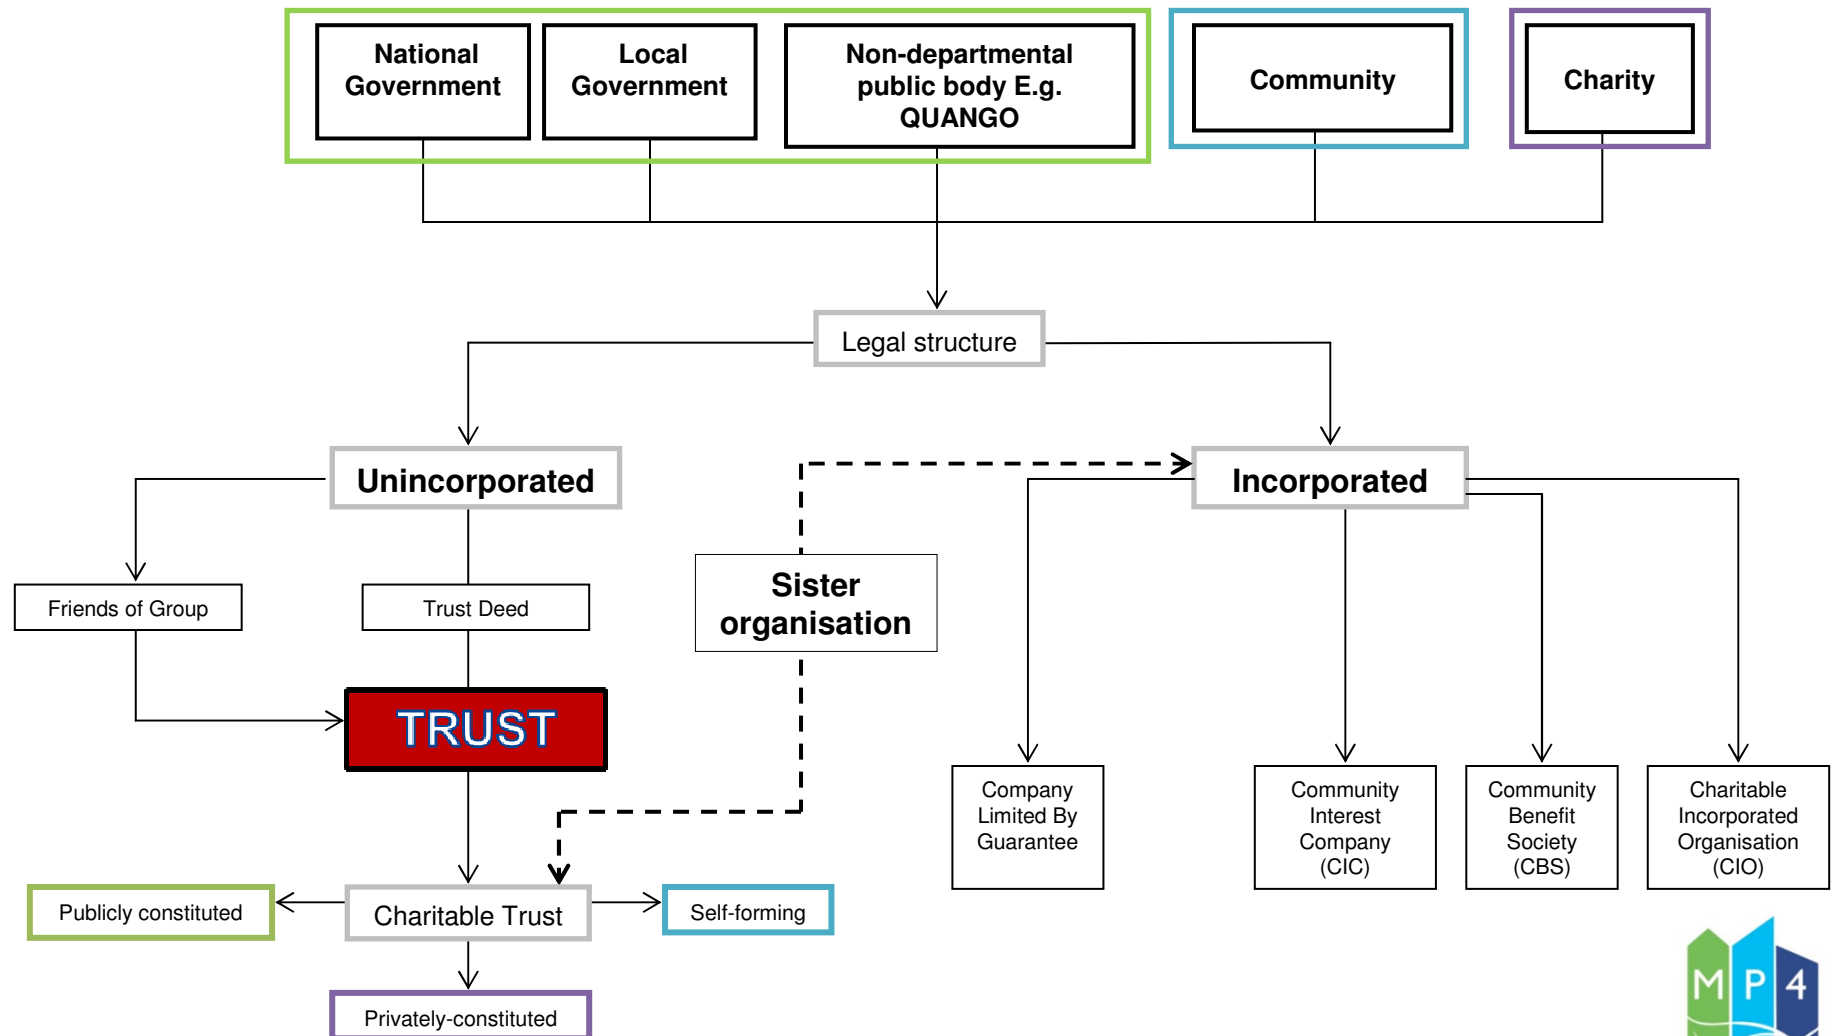 National
Government
Local
Government
Non-departmental
public body E.g.
QUANGO
Community
Charity
Legal structure
Unincorporated
Incorporated
Sister
organisation
Friends of Group
Trust Deed
TRUST
Company
Limited By
Guarantee
Community
Interest
Company
(CIC)
Community
Benefit
Society
(CBS)
Charitable
Incorporated
Organisation
(CIO)
Publicly constituted
Charitable Trust
Self-forming
Privately-constituted
MP4